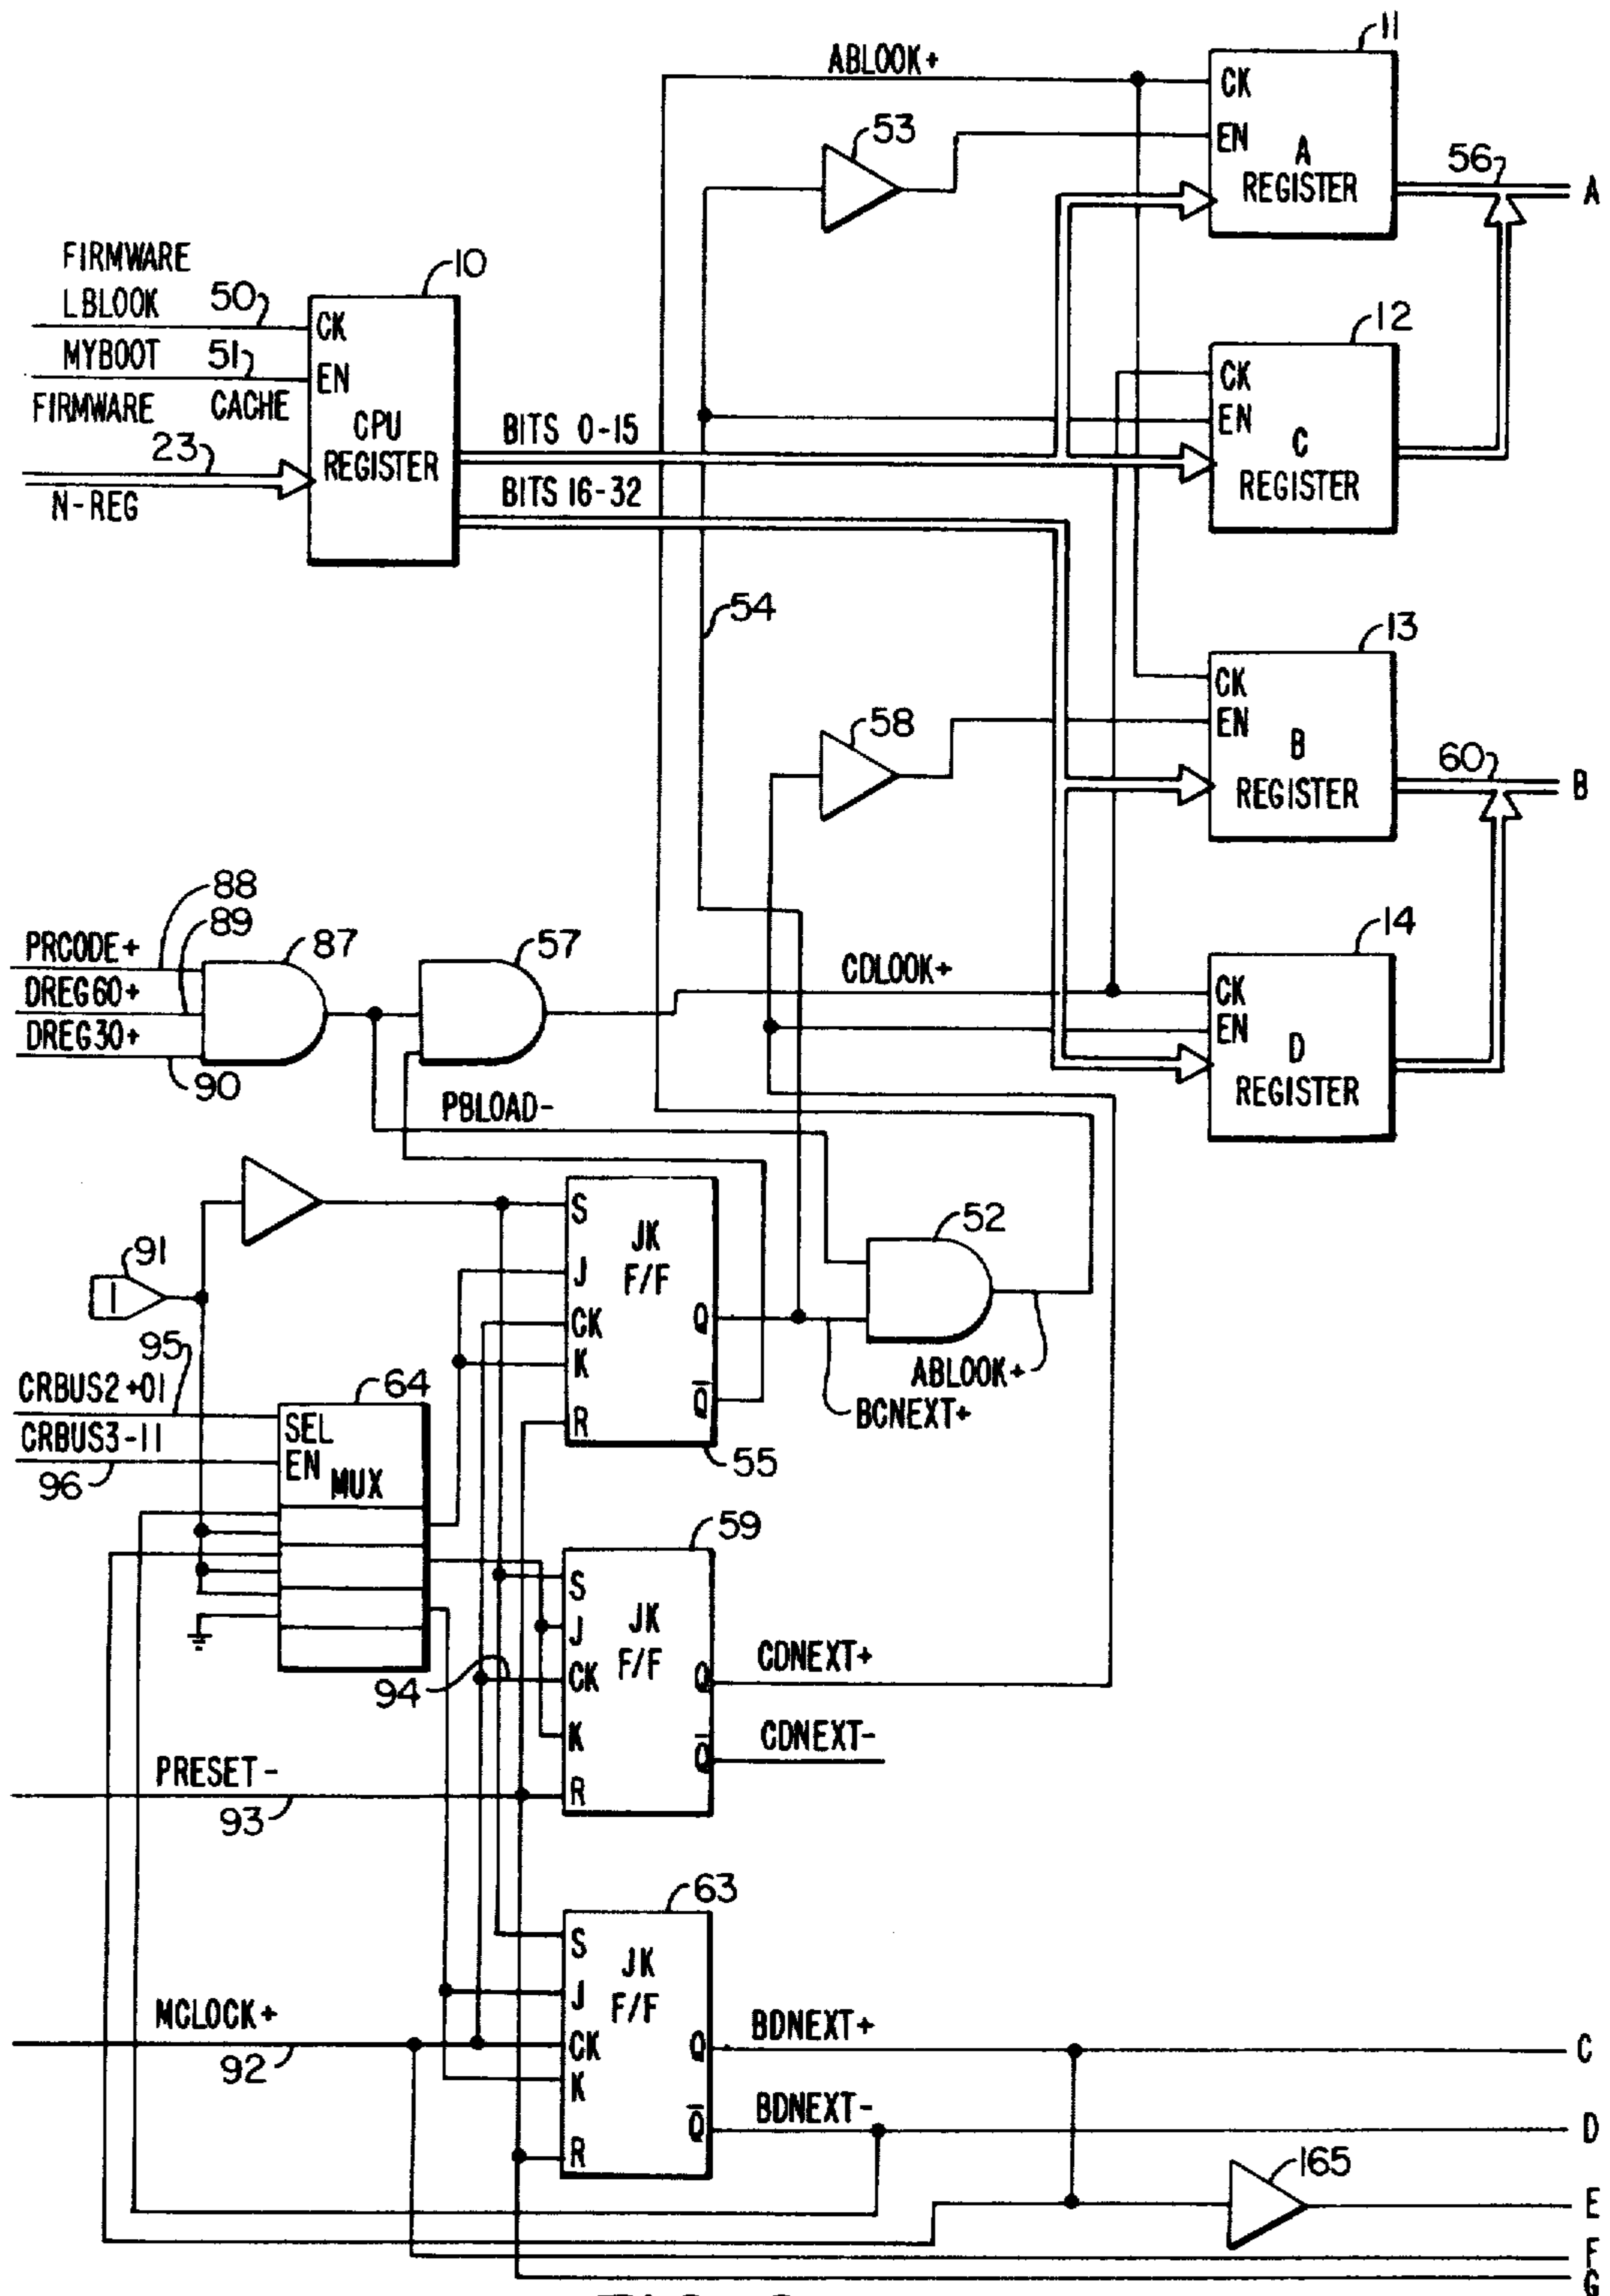 ABLOOK+
11
CK
EN
A
REGISTER
53
56
A
FIRMWARE
LBLOOK
50
10
CK
MYBOOT
51
EN
FIRMWARE
CACHE
CPU
REGISTER
23
N-REG
BITS 0-15
BITS 16-32
12
CK
EN
C
REGISTER
54
13
CK
EN
B
REGISTER
58
60
B
88
89
PRCODE+
87
57
DREG60+
DREG30+
90
CDLOOK+
14
CK
EN
D
REGISTER
PBLOAD-
S
JK
F/F
J
CK
K
R
Q
Q̅
55
52
ABLOOK+
BCNEXT+
91
1
95
CRBUS2+01
64
CRBUS3-11
96
SEL
EN
MUX
59
S
JK
F/F
J
CK
K
R
Q
Q̅
94
CDNEXT+
CDNEXT-
PRESET-
93
63
S
JK
F/F
J
CK
K
R
Q
Q̅
MCLOCK+
92
BDNEXT+
C
BDNEXT-
D
165
E
F
G